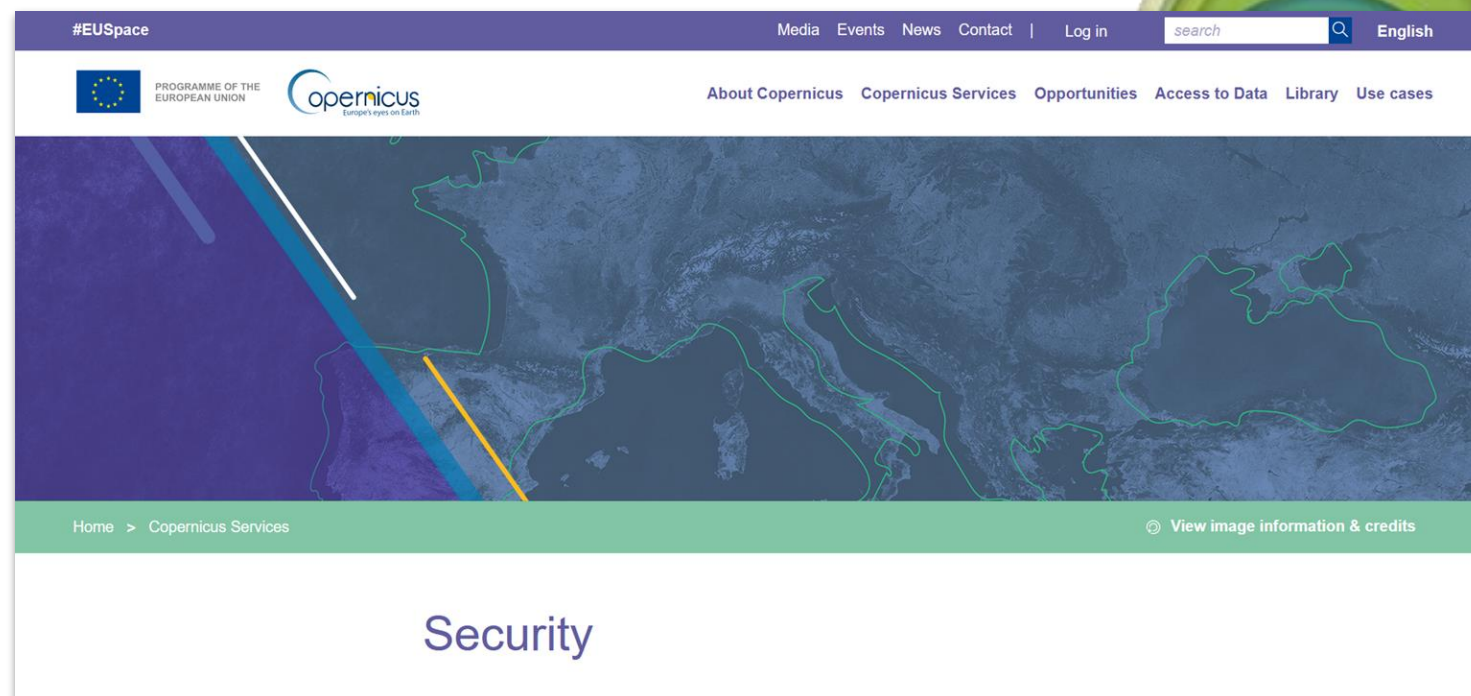 #EUSpace
Media Events News Contact | Log in search English
PROGRAMME OF THE
EUROPEAN UNION
opernicus
Europe's eyes on Earth
About Copernicus Copernicus Services Opportunities Access to Data Library Use cases
Home > Copernicus Services
View image information & credits
Security